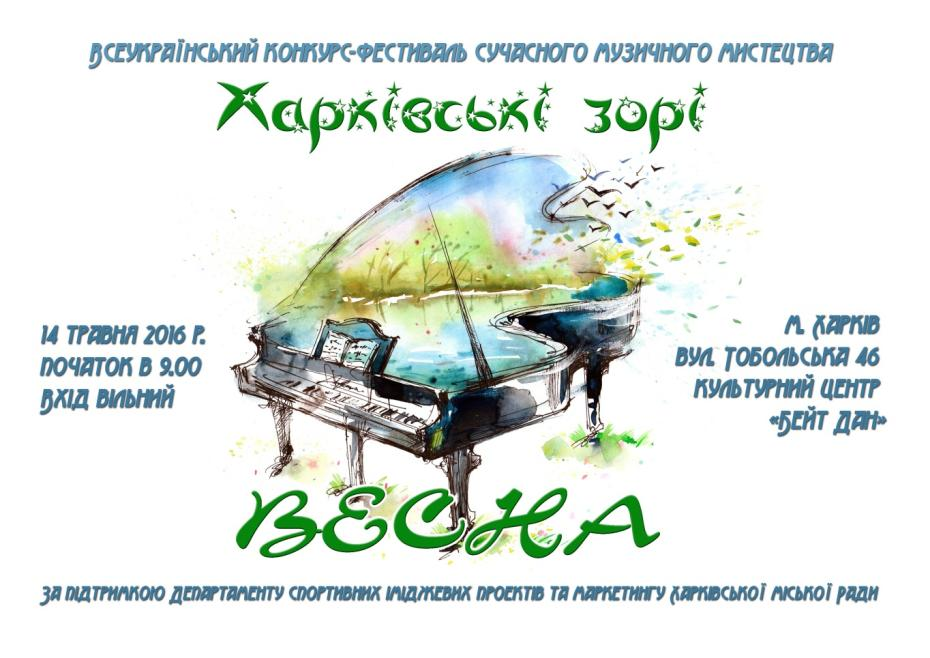 Всеукраїнський конкурс-фестиваль сучасного музичного мистецтва
Харківські зорі
14 травня 2016 р.
Початок в 9.00
Вхід вільний
м. Харків
вул. Тобольська 46
Культурний центр
«Бейт Дан»
ВЕСНА
За підтримкою Департаменту спортивних іміджевих проектів та маркетингу Харківської міської ради